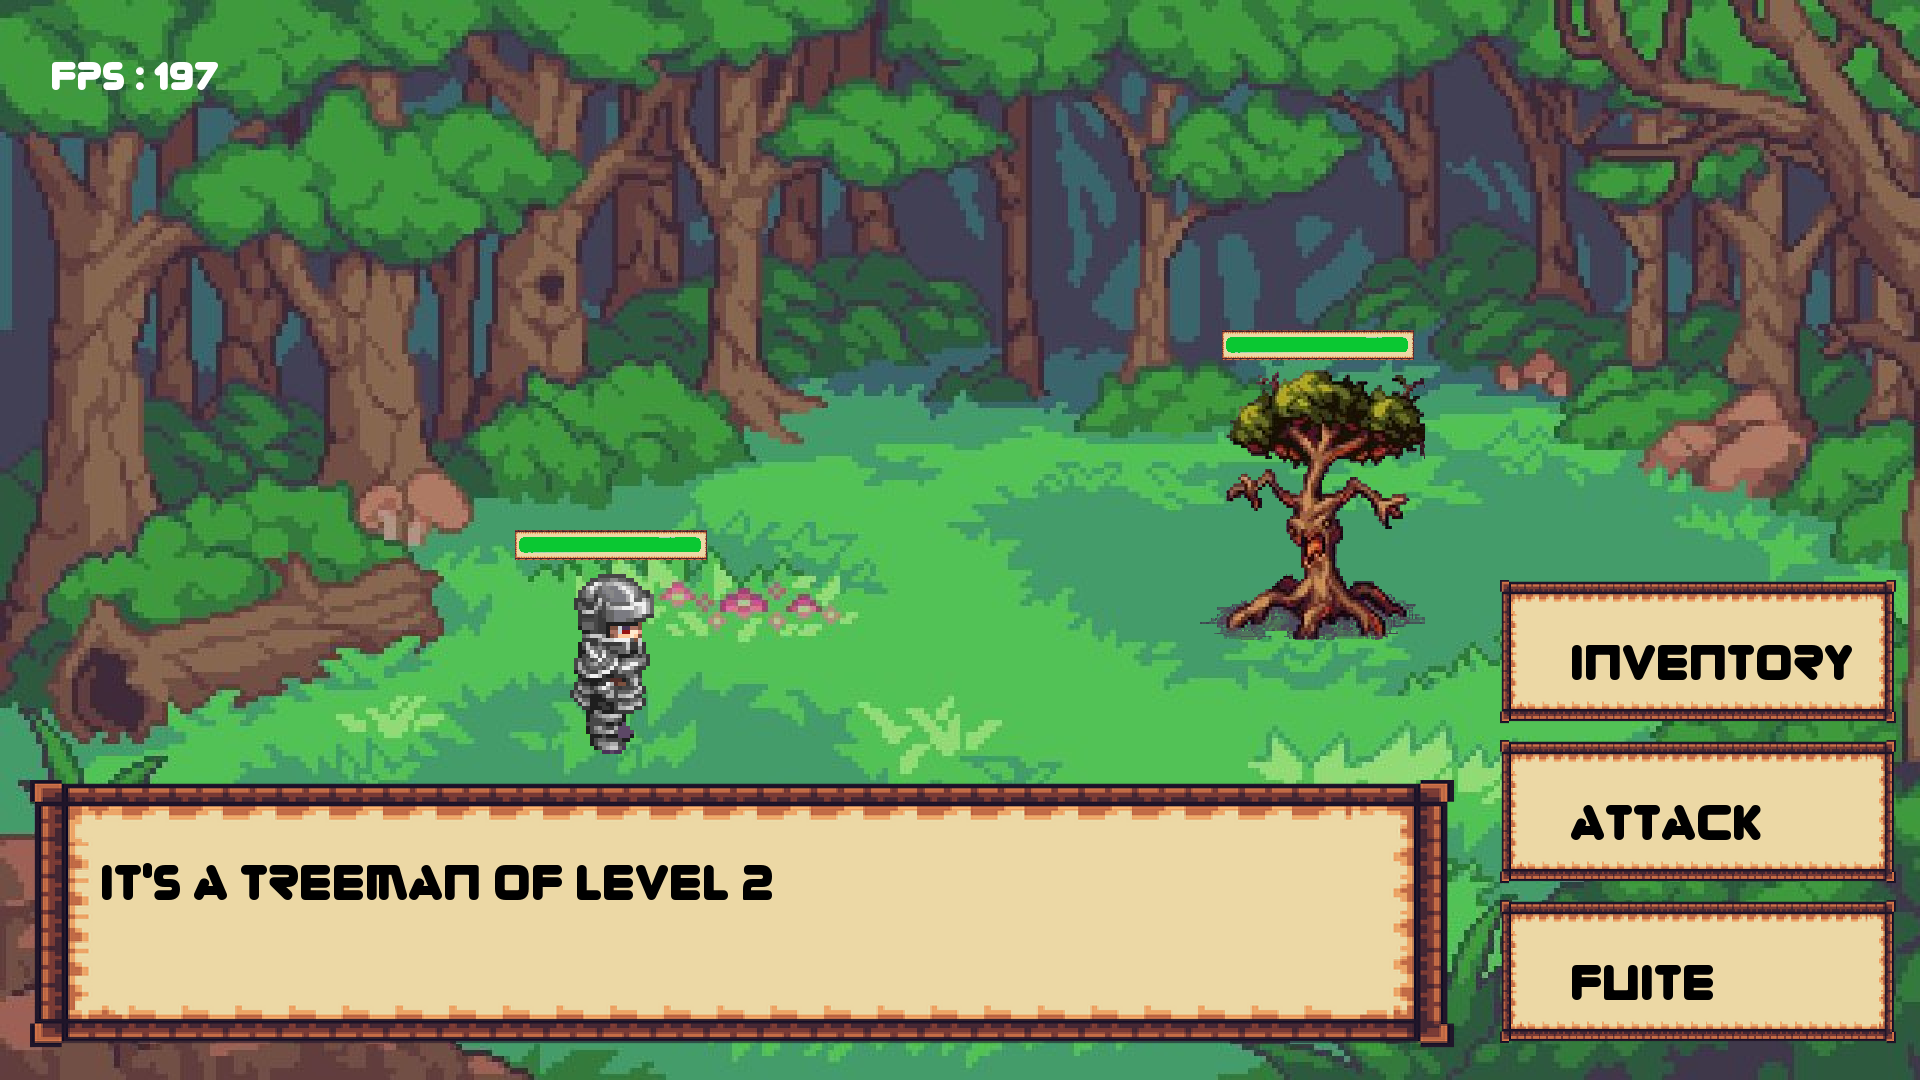 FPS : 197
INVENTORY
ATTACK
IT'S A TREEMAN OF LEVEL 2
FUITE